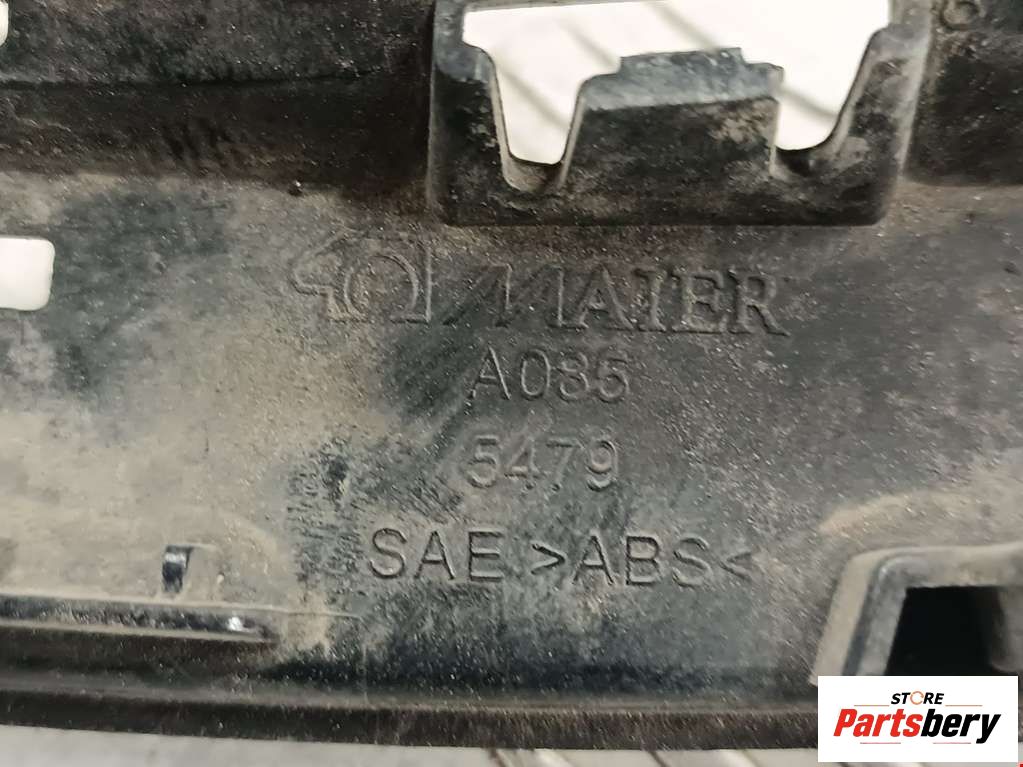 MAIER
A035
5479
SAE >ABS<
STORE
Partsbery